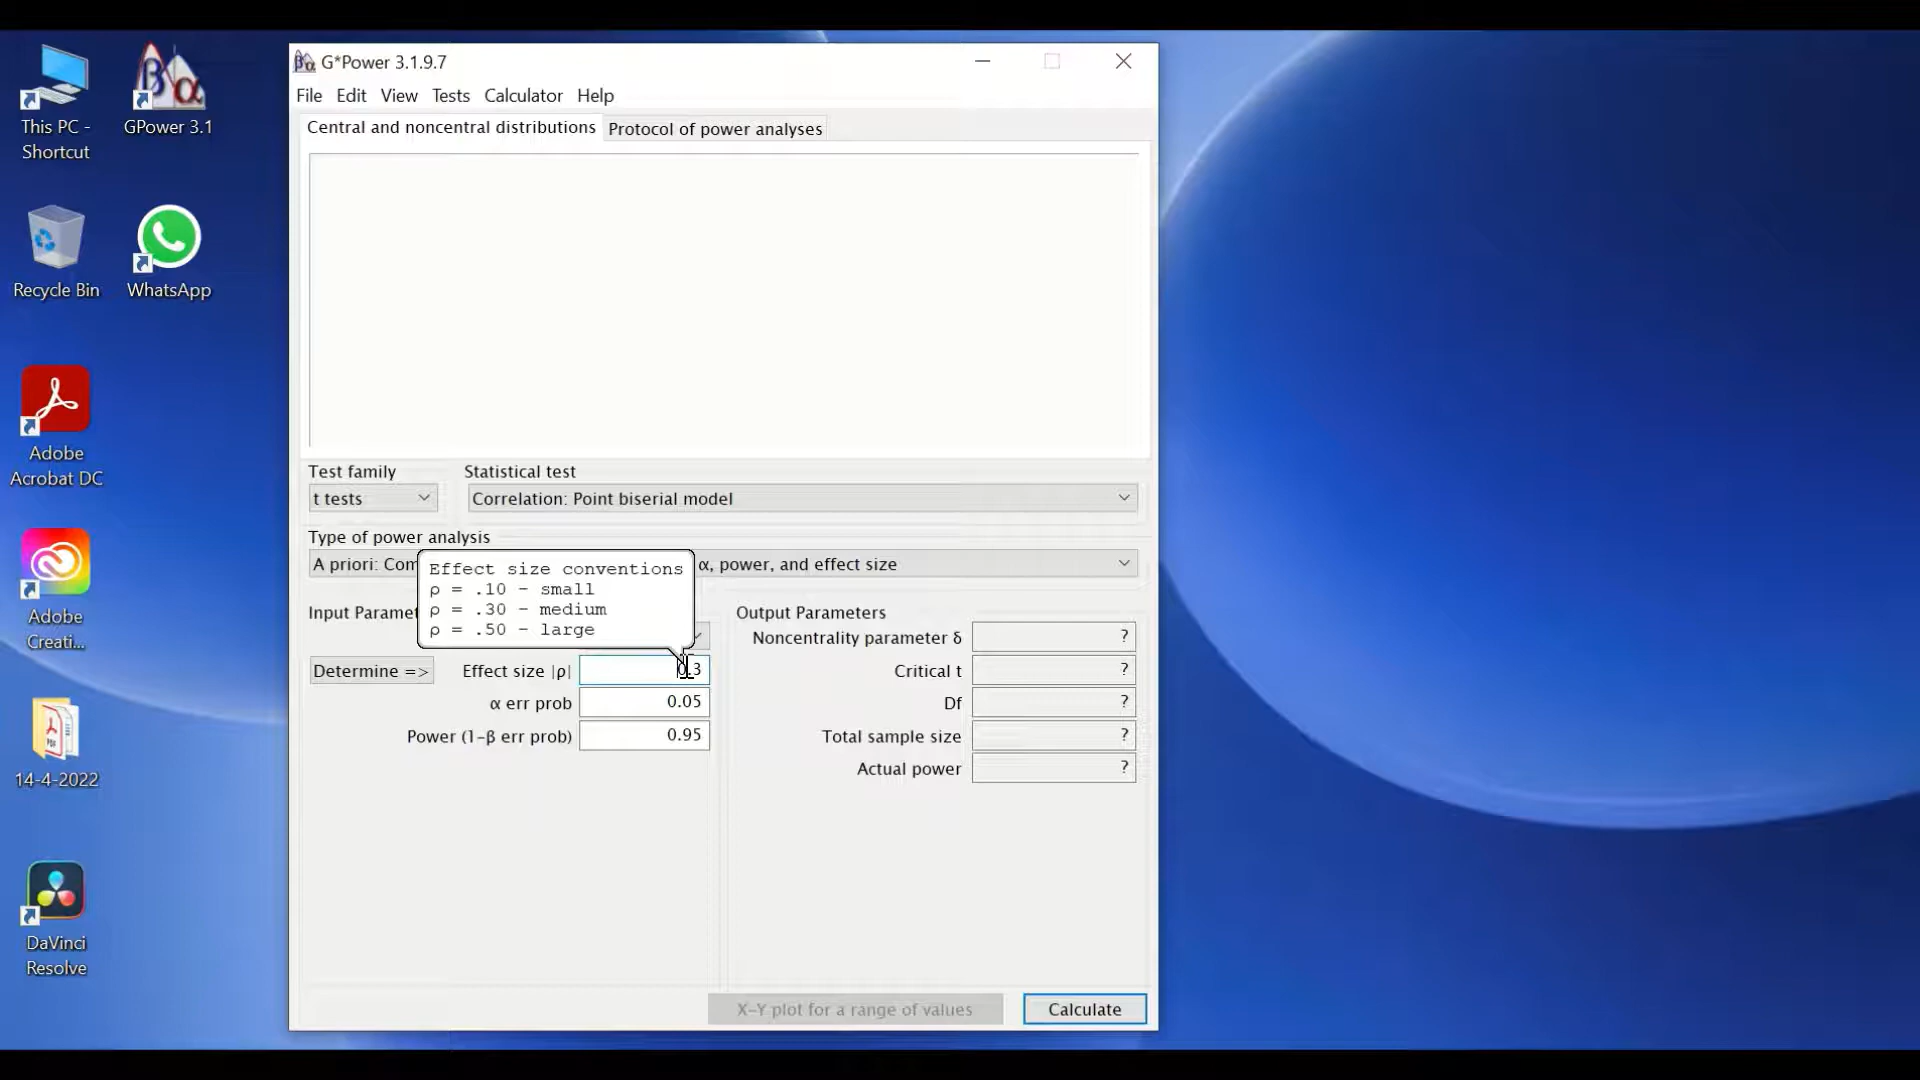 This PC -
Shortcut
GPower 3.1
Recycle Bin
WhatsApp
Adobe
Acrobat DC
Adobe
Creati...
14-4-2022
DaVinci
Resolve
G*Power 3.1.9.7
File Edit View Tests Calculator Help
Central and noncentral distributions
Protocol of power analyses
Test family
Statistical test
t tests
Correlation: Point biserial model
Type of power analysis
A priori: Com
α, power, and effect size
Effect size conventions
ρ = .10 - small
ρ = .30 - medium
ρ = .50 - large
Input Paramet
Determine =>
Effect size |ρ|
0.3
α err prob
0.05
Power (1-β err prob)
0.95
Output Parameters
Noncentrality parameter δ
?
Critical t
?
Df
?
Total sample size
?
Actual power
?
X-Y plot for a range of values
Calculate